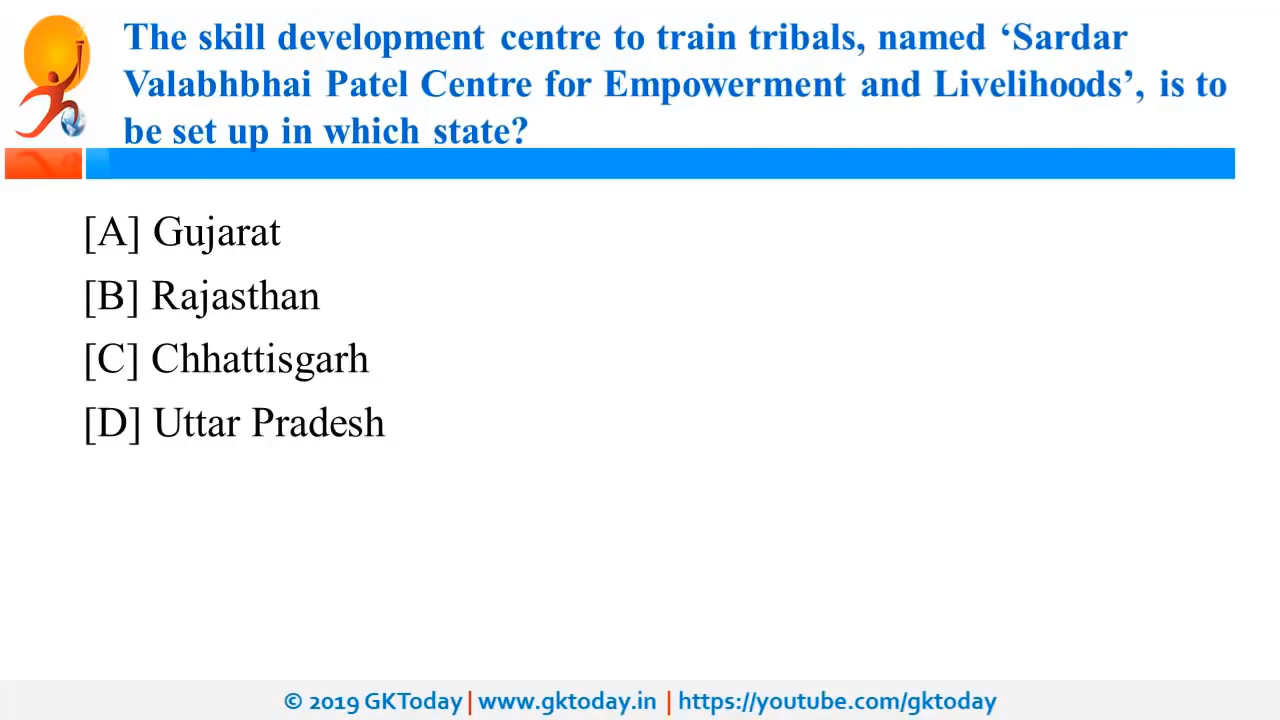 The skill development centre to train tribals, named ‘Sardar
Valabhbhai Patel Centre for Empowerment and Livelihoods’, is to
be set up in which state?
[A] Gujarat
[B] Rajasthan
[C] Chhattisgarh
[D] Uttar Pradesh
© 2019 GKToday | www.gktoday.in | https://youtube.com/gktoday